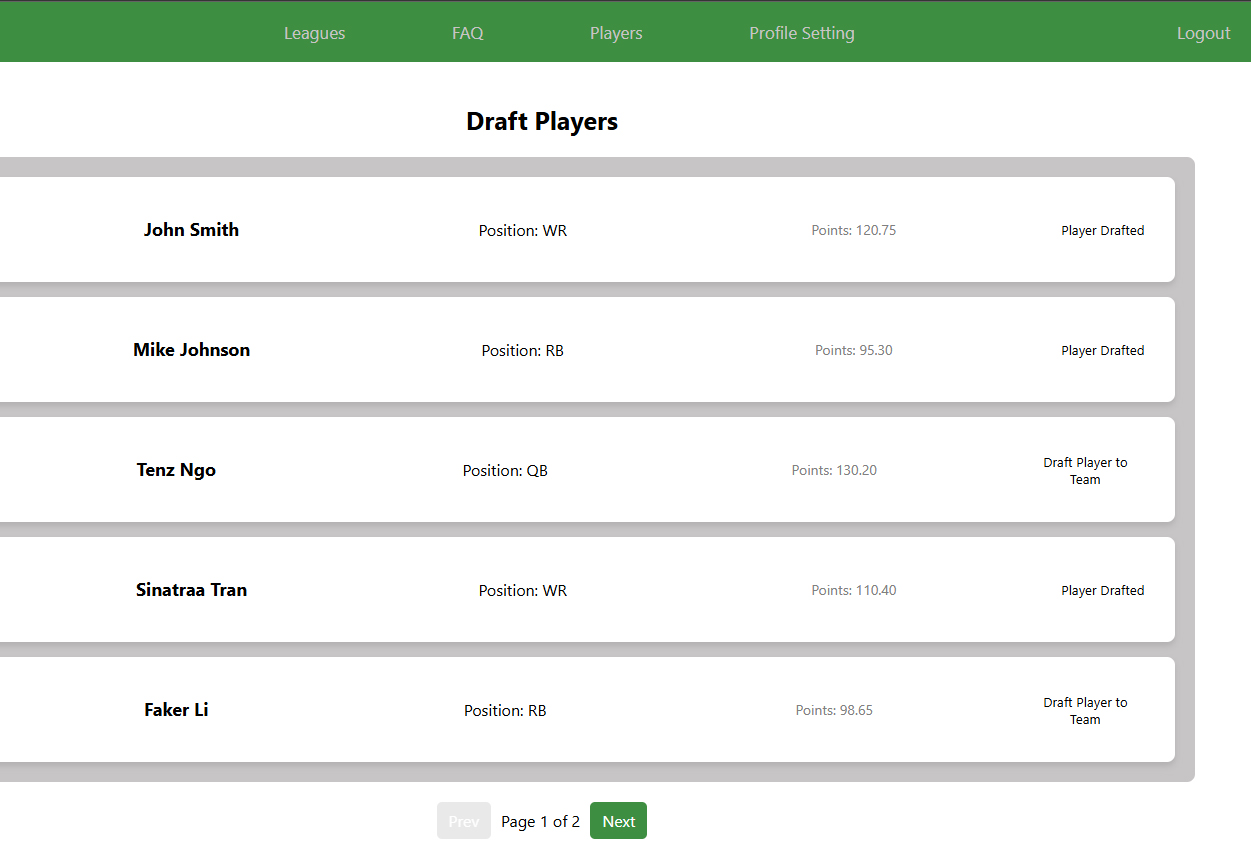 Leagues FAQ Players Profile Setting Logout
Draft Players
John Smith Position: WR Points: 120.75 Player Drafted
Mike Johnson Position: RB Points: 95.30 Player Drafted
Tenz Ngo Position: QB Points: 130.20 Draft Player to
Team
Sinatraa Tran Position: WR Points: 110.40 Player Drafted
Faker Li Position: RB Points: 98.65 Draft Player to
Team
Prev Page 1 of 2 Next